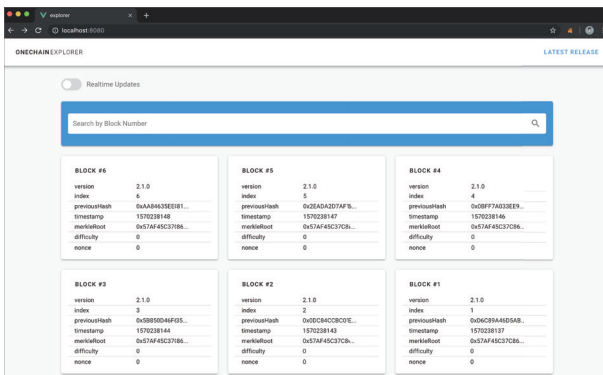 explorer
localhost:8080
ONECHAIN EXPLORER
LATEST RELEASE
Realtime Updates
Search by Block Number
BLOCK #6
version 2.1.0
index 6
previousHash 0xAA84635EEI81...
timestamp 1570238148
merkleRoot 0x57AF45C37I86...
difficulty 0
nonce 0
BLOCK #5
version 2.1.0
index 5
previousHash 0x2EADA2D7AF15...
timestamp 1570238147
merkleRoot 0x57AF45C37C8...
difficulty 0
nonce 0
BLOCK #4
version 2.1.0
index 4
previousHash 0x0BFF7A033EE9...
timestamp 1570238146
merkleRoot 0x57AF45C37C86...
difficulty 0
nonce 0
BLOCK #3
version 2.1.0
index 3
previousHash 0x5B850D46F635...
timestamp 1570238144
merkleRoot 0x57AF45C37I86...
difficulty 0
nonce 0
BLOCK #2
version 2.1.0
index 2
previousHash 0x0DC84CCBC01E...
timestamp 1570238143
merkleRoot 0x57AF45C37C8...
difficulty 0
nonce 0
BLOCK #1
version 2.1.0
index 1
previousHash 0xD6C89A46D5AB...
timestamp 1570238137
merkleRoot 0x57AF45C37C86...
difficulty 0
nonce 0